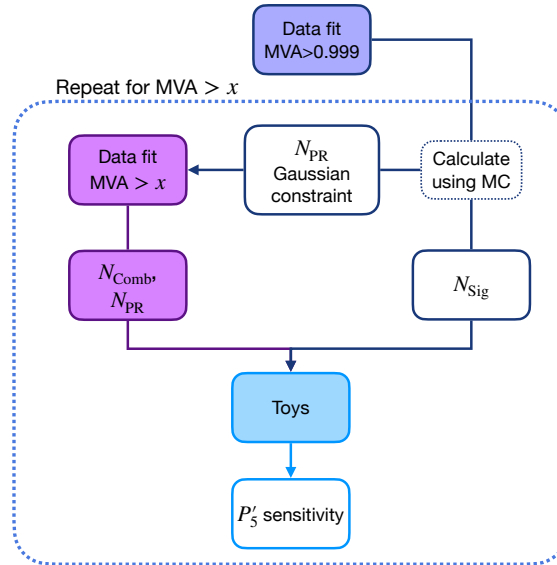 Data fit
MVA>0.999
Repeat for MVA > x
Data fit
MVA > x
N_PR
Gaussian
constraint
Calculate
using MC
N_Comb,
N_PR
N_Sig
Toys
P′_5 sensitivity